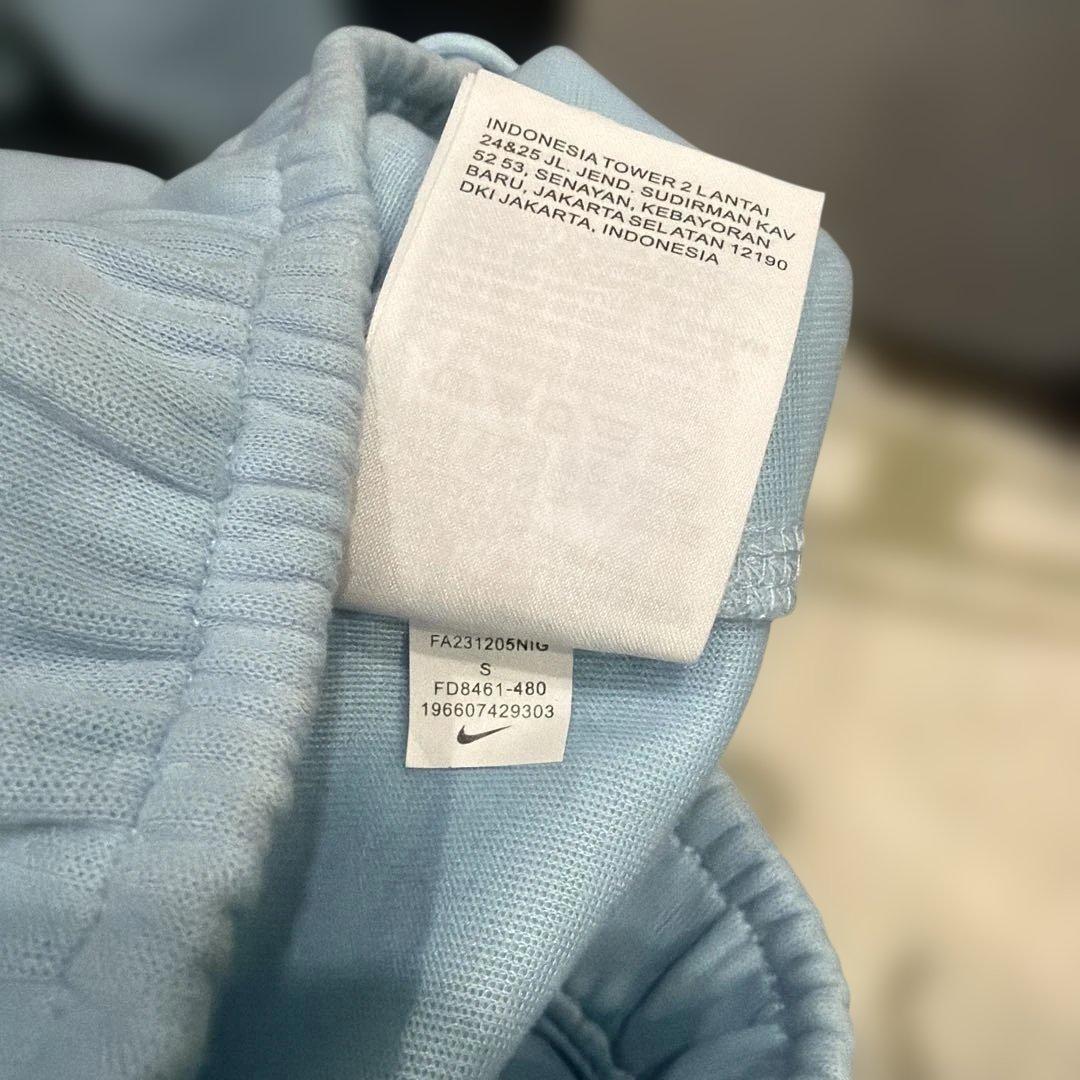 INDONESIA TOWER 2 LANTAI
24&25 JL. JEND. SUDIRMAN KAV
52 53, SENAYAN, KEBAYORAN
BARU, JAKARTA SELATAN 12190
DKI JAKARTA, INDONESIA
FA231205NIG
S
FD8461-480
196607429303